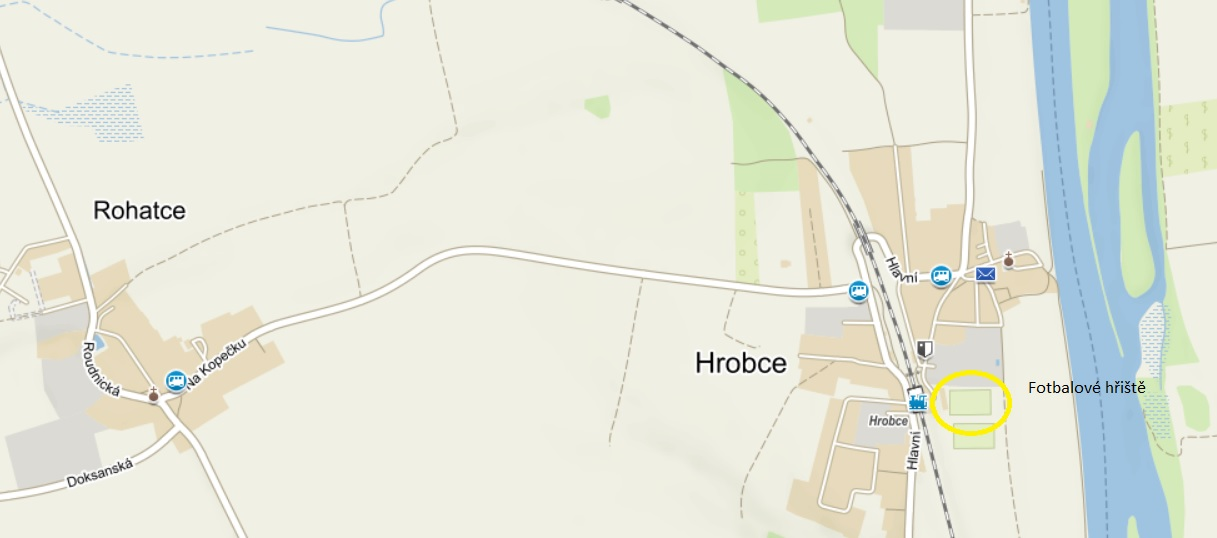 Rohatce
Hlavní
Roudnická
Na Kopečku
Hrobce
Fotbalové hřiště
Hrobce
Hlavní
Doksanská